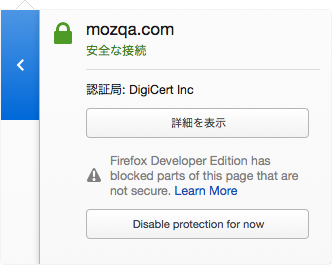 mozqa.com
安全な接続
認証局: DigiCert Inc
詳細を表示
Firefox Developer Edition has
blocked parts of this page that are
not secure. Learn More
Disable protection for now